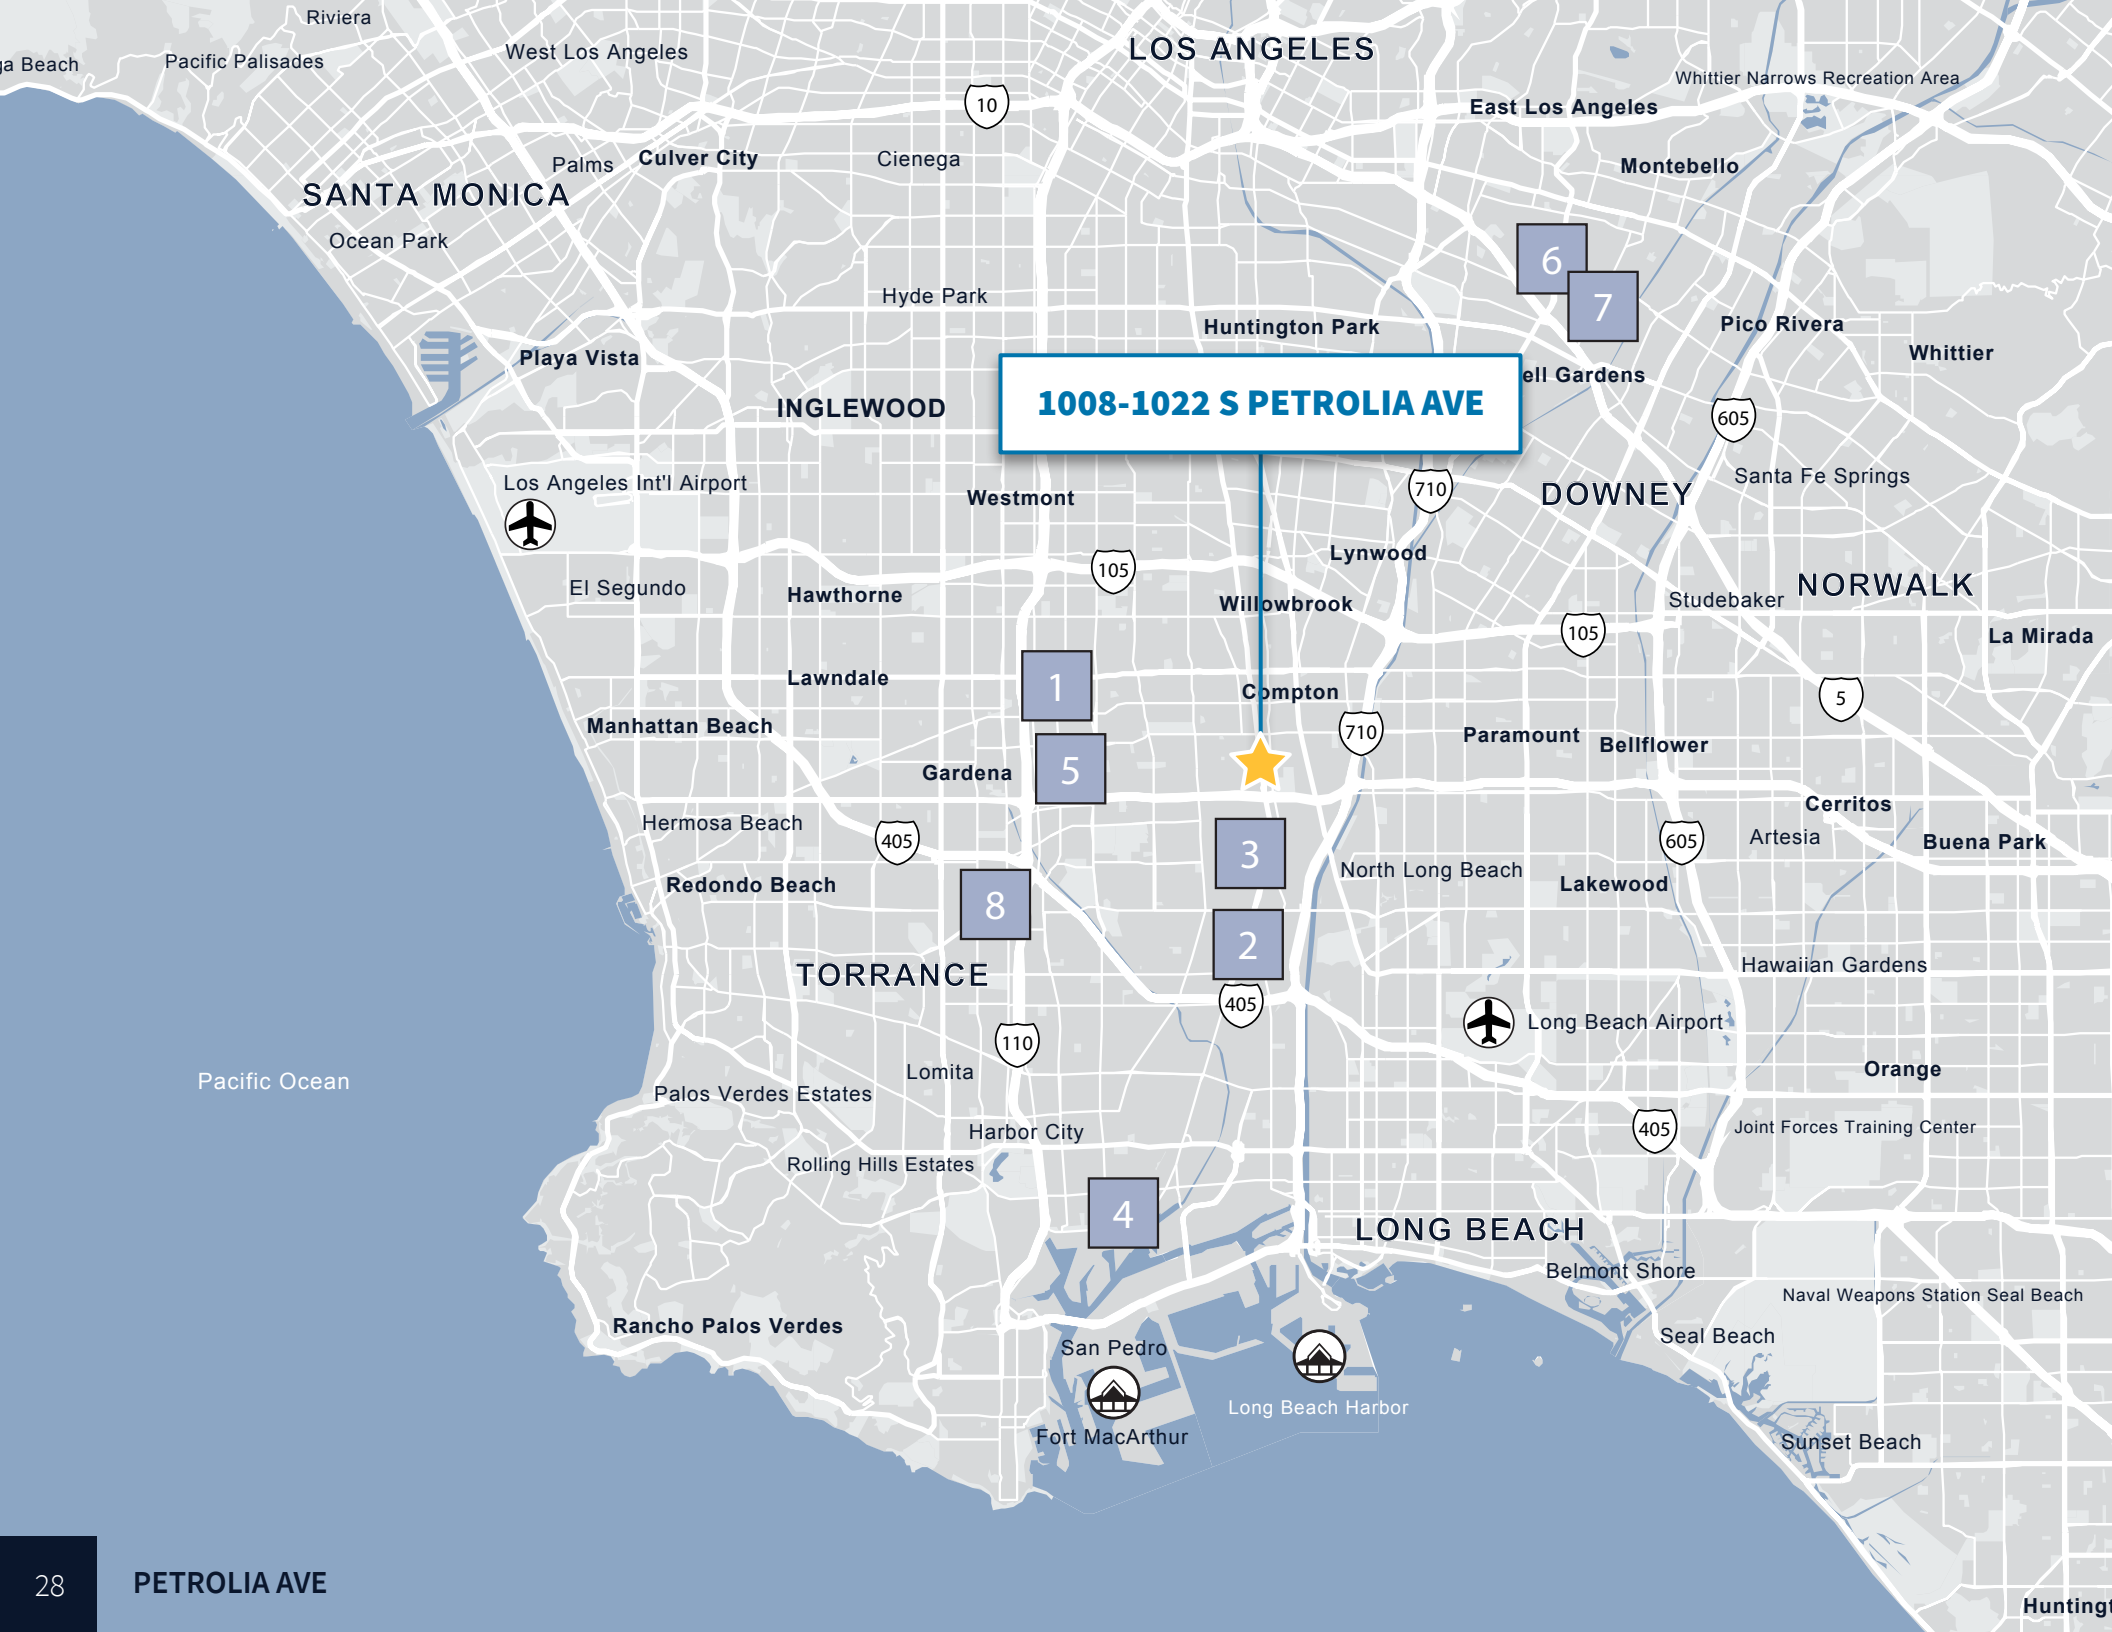 Riviera
LOS ANGELES
West Los Angeles
Pacific Palisades
ga Beach
Whittier Narrows Recreation Area
10
East Los Angeles
Palms
Culver City
Cienega
Montebello
SANTA MONICA
Ocean Park
6
Hyde Park
7
Huntington Park
Pico Rivera
Playa Vista
Whittier
ell Gardens
1008-1022 S PETROLIA AVE
INGLEWOOD
605
Los Angeles Int'l Airport
Westmont
710
DOWNEY
Santa Fe Springs
Lynwood
105
El Segundo
Hawthorne
Willowbrook
Studebaker
NORWALK
105
La Mirada
Lawndale
1
Compton
5
Manhattan Beach
710
Paramount
Bellflower
Gardena
5
Cerritos
Hermosa Beach
405
605
Artesia
Buena Park
3
North Long Beach
Redondo Beach
Lakewood
8
2
TORRANCE
Hawaiian Gardens
405
Long Beach Airport
110
Lomita
Orange
Pacific Ocean
Palos Verdes Estates
Harbor City
405
Joint Forces Training Center
Rolling Hills Estates
4
LONG BEACH
Belmont Shore
Naval Weapons Station Seal Beach
Rancho Palos Verdes
Seal Beach
San Pedro
Long Beach Harbor
Fort MacArthur
Sunset Beach
28
PETROLIA AVE
Huntingt